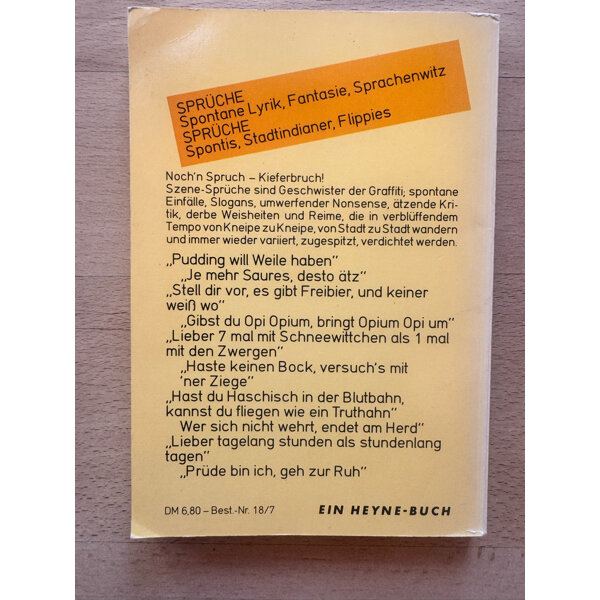 SPRÜCHE
Spontane Lyrik, Fantasie, Sprachenwitz
SPRÜCHE
Spontis, Stadtindianer, Flippies
Noch'n Spruch – Kieferbruch!
Szene-Sprüche sind Geschwister der Graffiti; spontane
Einfälle, Slogans, umwerfender Nonsense, ätzende Kri-
tik, derbe Weisheiten und Reime, die in verblüffendem
Tempo von Kneipe zu Kneipe, von Stadt zu Stadt wandern
und immer wieder variiert, zugespitzt, verdichtet werden.
„Pudding will Weile haben"
„Je mehr Saures, desto ätz"
„Stell dir vor, es gibt Freibier, und keiner
weiß wo"
„Gibst du Opi Opium, bringt Opium Opi um"
„Lieber 7 mal mit Schneewittchen als 1 mal
mit den Zwergen"
„Haste keinen Bock, versuch's mit
'ner Ziege"
„Hast du Haschisch in der Blutbahn,
kannst du fliegen wie ein Truthahn"
Wer sich nicht wehrt, endet am Herd"
„Lieber tagelang stunden als stundenlang
tagen"
„Prüde bin ich, geh zur Ruh"
DM 6,80 – Best.-Nr. 18/7
EIN HEYNE-BUCH